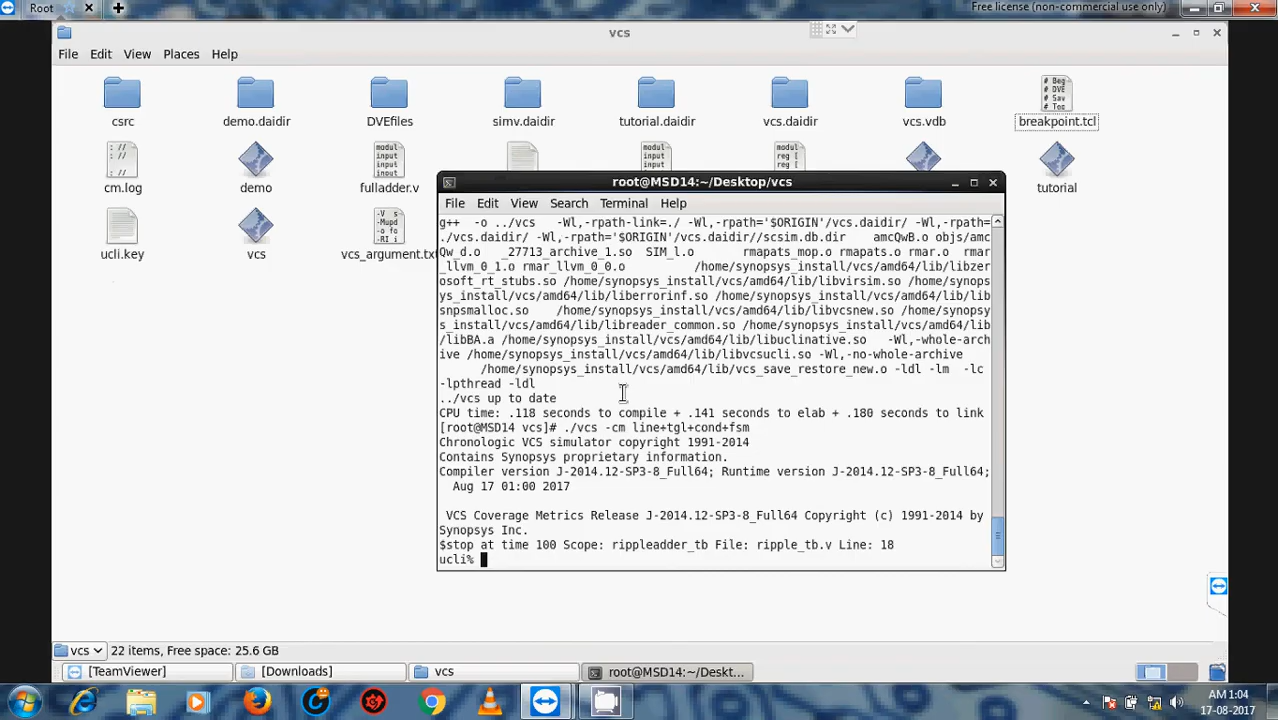 Root
Free license (non-commercial use only)
vcs
File Edit View Places Help
csrc
demo.daidir
DVEfiles
simv.daidir
tutorial.daidir
vcs.daidir
vcs.vdb
breakpoint.tcl
cm.log
demo
fulladder.v
tutorial
ucli.key
vcs
vcs_argument.txt
root@MSD14:~/Desktop/vcs
File Edit View Search Terminal Help
g++ -o ../vcs -Wl,-rpath-link=./ -Wl,-rpath='$ORIGIN'/vcs.daidir/ -Wl,-rpath=
./vcs.daidir/ -Wl,-rpath='$ORIGIN'/vcs.daidir//scsim.db.dir amcQwB.o objs/amc
Qw_d.o _27713_archive_1.so SIM_l.o rmapats_mop.o rmapats.o rmar.o rmar
_llvm_0_1.o rmar_llvm_0_0.o /home/synopsys_install/vcs/amd64/lib/libzer
osoft_rt_stubs.so /home/synopsys_install/vcs/amd64/lib/libvirsim.so /home/synops
ys_install/vcs/amd64/lib/liberrorinf.so /home/synopsys_install/vcs/amd64/lib/lib
snpsmalloc.so /home/synopsys_install/vcs/amd64/lib/libvcsnew.so /home/synopsy
s_install/vcs/amd64/lib/libreader_common.so /home/synopsys_install/vcs/amd64/lib
/libBA.a /home/synopsys_install/vcs/amd64/lib/libuclinative.so -Wl,-whole-arch
ive /home/synopsys_install/vcs/amd64/lib/libvcsucli.so -Wl,-no-whole-archive
/home/synopsys_install/vcs/amd64/lib/vcs_save_restore_new.o -ldl -lm -lc
-lpthread -ldl
../vcs up to date
CPU time: .118 seconds to compile + .141 seconds to elab + .180 seconds to link
[root@MSD14 vcs]# ./vcs -cm line+tgl+cond+fsm
Chronologic VCS simulator copyright 1991-2014
Contains Synopsys proprietary information.
Compiler version J-2014.12-SP3-8_Full64; Runtime version J-2014.12-SP3-8_Full64;
Aug 17 01:00 2017
VCS Coverage Metrics Release J-2014.12-SP3-8_Full64 Copyright (c) 1991-2014 by
Synopsys Inc.
$stop at time 100 Scope: rippleadder_tb File: ripple_tb.v Line: 18
ucli%
vcs 22 items, Free space: 25.6 GB
[TeamViewer]
[Downloads]
vcs
root@MSD14:~/Deskt...
AM 1:04
17-08-2017